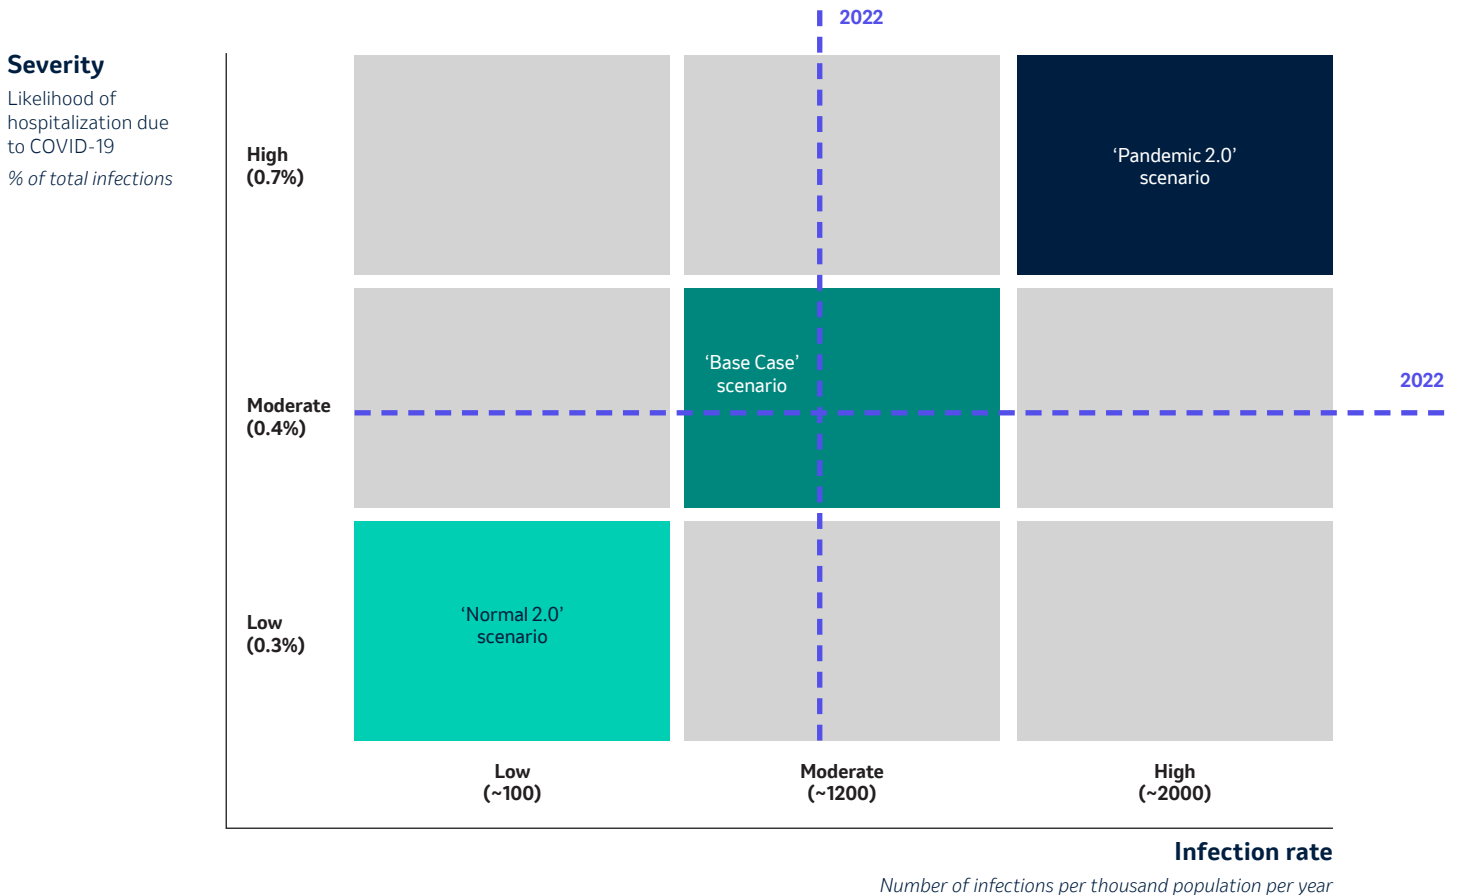 2022
Severity
Likelihood of
hospitalization due
to COVID-19
% of total infections
High
(0.7%)
‘Pandemic 2.0’
scenario
‘Base Case’
scenario
2022
Moderate
(0.4%)
‘Normal 2.0’
scenario
Low
(0.3%)
Low
(~100)
Moderate
(~1200)
High
(~2000)
Infection rate
Number of infections per thousand population per year